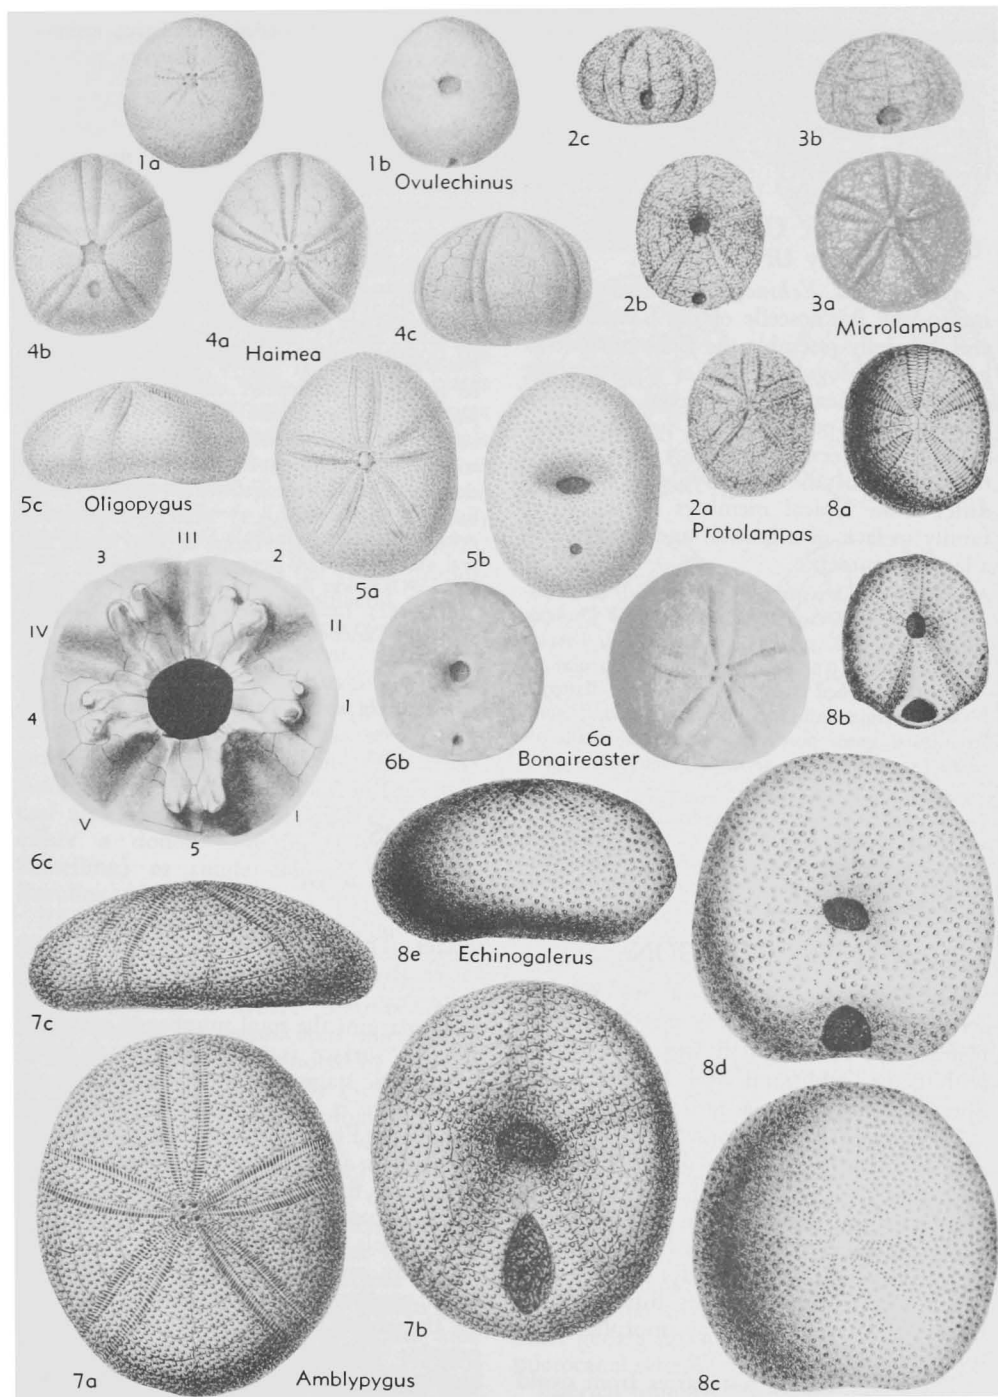 1a
1b
Ovulechinus
2c
3b
4b
4a
Haimea
4c
2b
3a
Microlampas
5c
Oligopygus
5a
5b
2a
Protolampas
8a
3
III
2
IV
II
4
1
V
5
I
6c
6b
6a
Bonaireaster
8b
7c
8e
Echinogalerus
8d
7a
Amblypygus
7b
8c